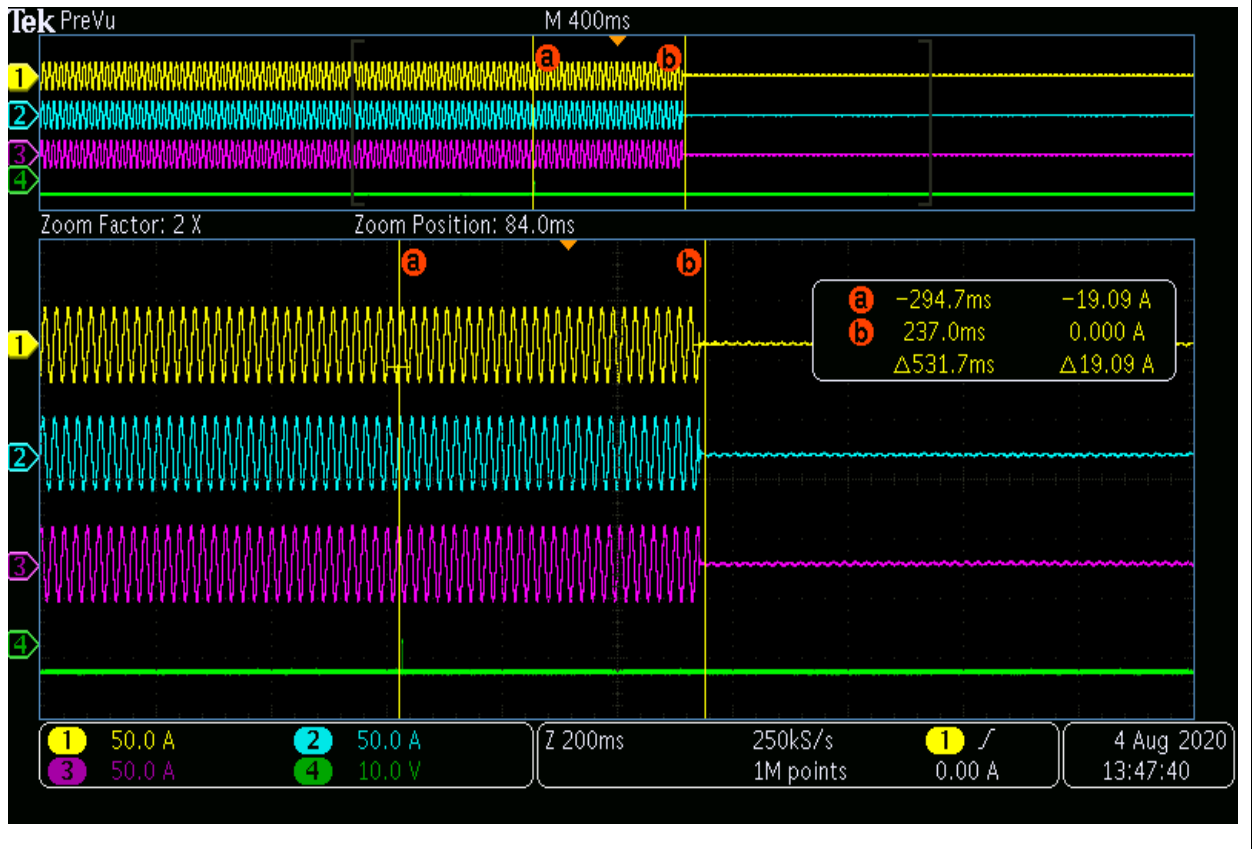 Tek PreVu M 400ms
a b
1
2
3
4
Zoom Factor: 2 X Zoom Position: 84.0ms
a b
a −294.7ms −19.09 A
b 237.0ms 0.000 A
Δ531.7ms Δ19.09 A
1
2
3
4
1 50.0 A 2 50.0 A Z 200ms 250kS/s 1 4 Aug 2020
3 50.0 A 4 10.0 V 1M points 0.00 A 13:47:40